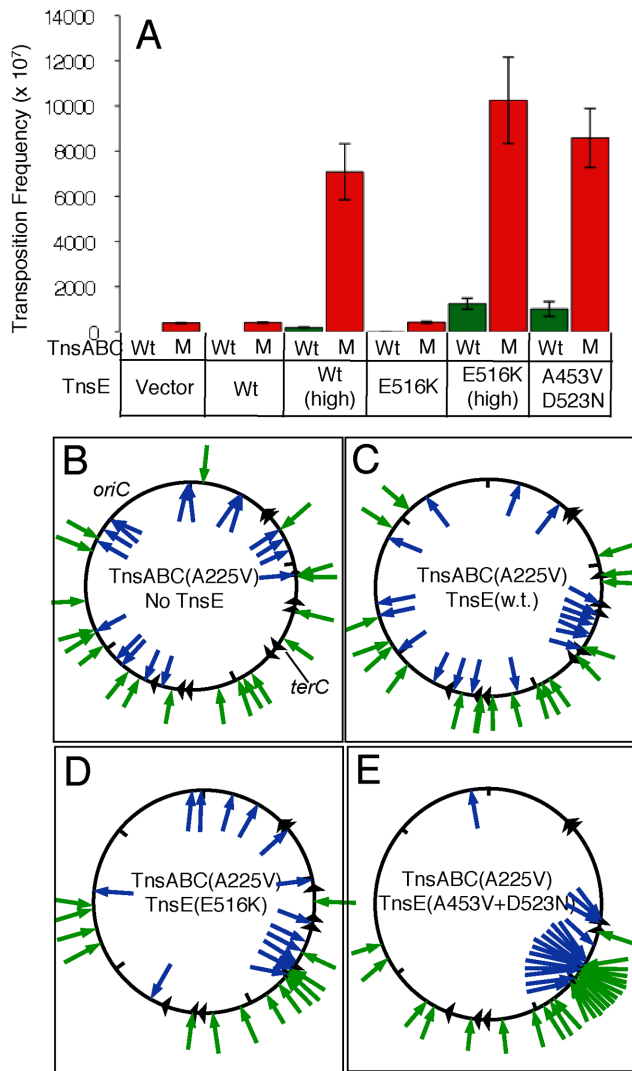 A
Transposition Frequency (x 10⁷)
14000
12000
10000
8000
6000
4000
2000
0
TnsABC Wt M Wt M Wt M Wt M Wt M Wt M
TnsE Vector Wt Wt (high) E516K E516K (high) A453V D523N
B
oriC
TnsABC(A225V)
No TnsE
terC
C
TnsABC(A225V)
TnsE(w.t.)
D
TnsABC(A225V)
TnsE(E516K)
E
TnsABC(A225V)
TnsE(A453V+D523N)